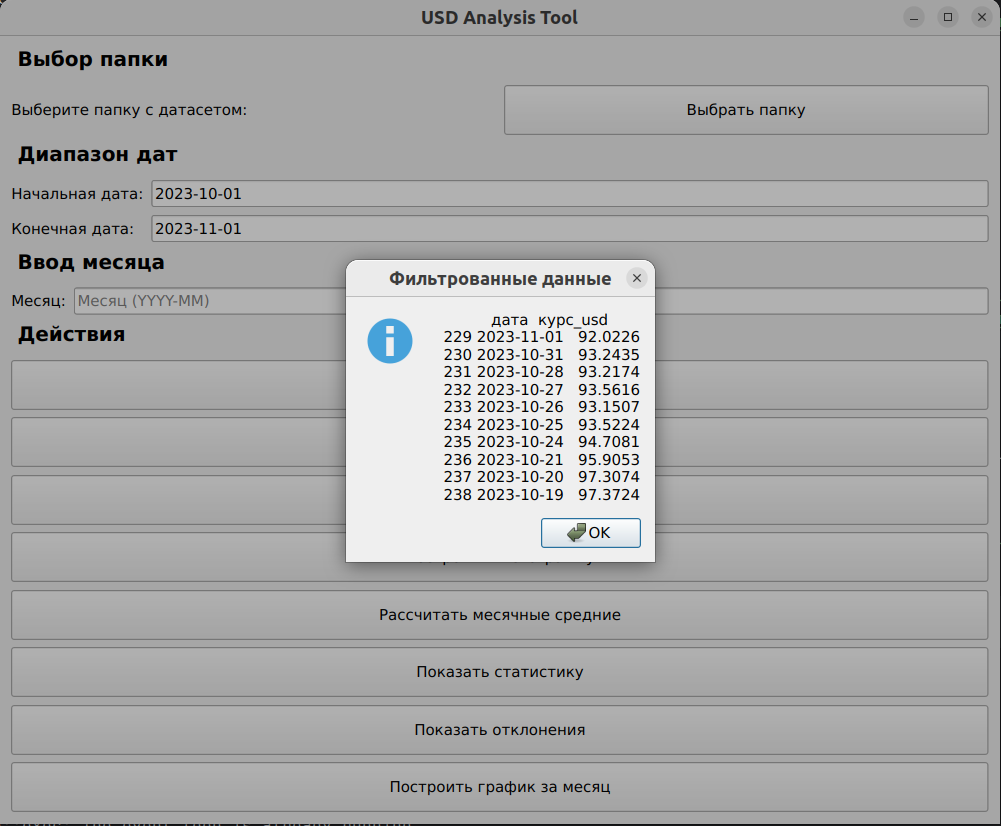 USD Analysis Tool
Выбор папки
Выберите папку с датасетом:
Выбрать папку
Диапазон дат
Начальная дата:
2023-10-01
Конечная дата:
2023-11-01
Ввод месяца
Месяц:
Месяц (YYYY-MM)
Действия
Фильтрованные данные
дата курс_usd
229 2023-11-01 92.0226
230 2023-10-31 93.2435
231 2023-10-28 93.2174
232 2023-10-27 93.5616
233 2023-10-26 93.1507
234 2023-10-25 93.5224
235 2023-10-24 94.7081
236 2023-10-21 95.9053
237 2023-10-20 97.3074
238 2023-10-19 97.3724
OK
Рассчитать месячные средние
Показать статистику
Показать отклонения
Построить график за месяц